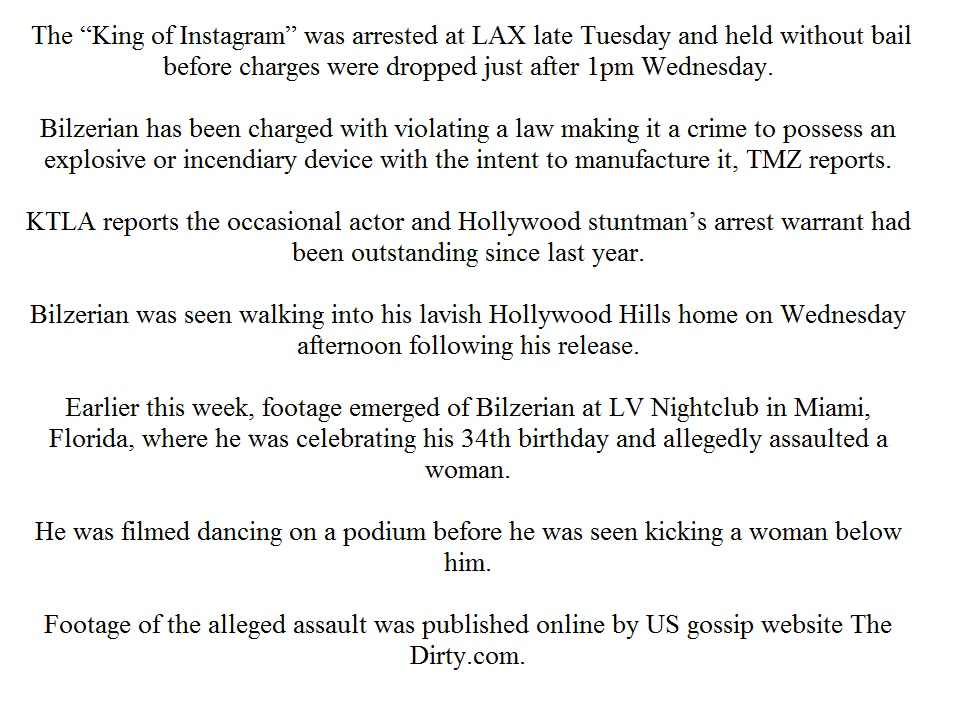 The “King of Instagram” was arrested at LAX late Tuesday and held without bail
before charges were dropped just after 1pm Wednesday.
Bilzerian has been charged with violating a law making it a crime to possess an
explosive or incendiary device with the intent to manufacture it, TMZ reports.
KTLA reports the occasional actor and Hollywood stuntman’s arrest warrant had
been outstanding since last year.
Bilzerian was seen walking into his lavish Hollywood Hills home on Wednesday
afternoon following his release.
Earlier this week, footage emerged of Bilzerian at LV Nightclub in Miami,
Florida, where he was celebrating his 34th birthday and allegedly assaulted a
woman.
He was filmed dancing on a podium before he was seen kicking a woman below
him.
Footage of the alleged assault was published online by US gossip website The
Dirty.com.